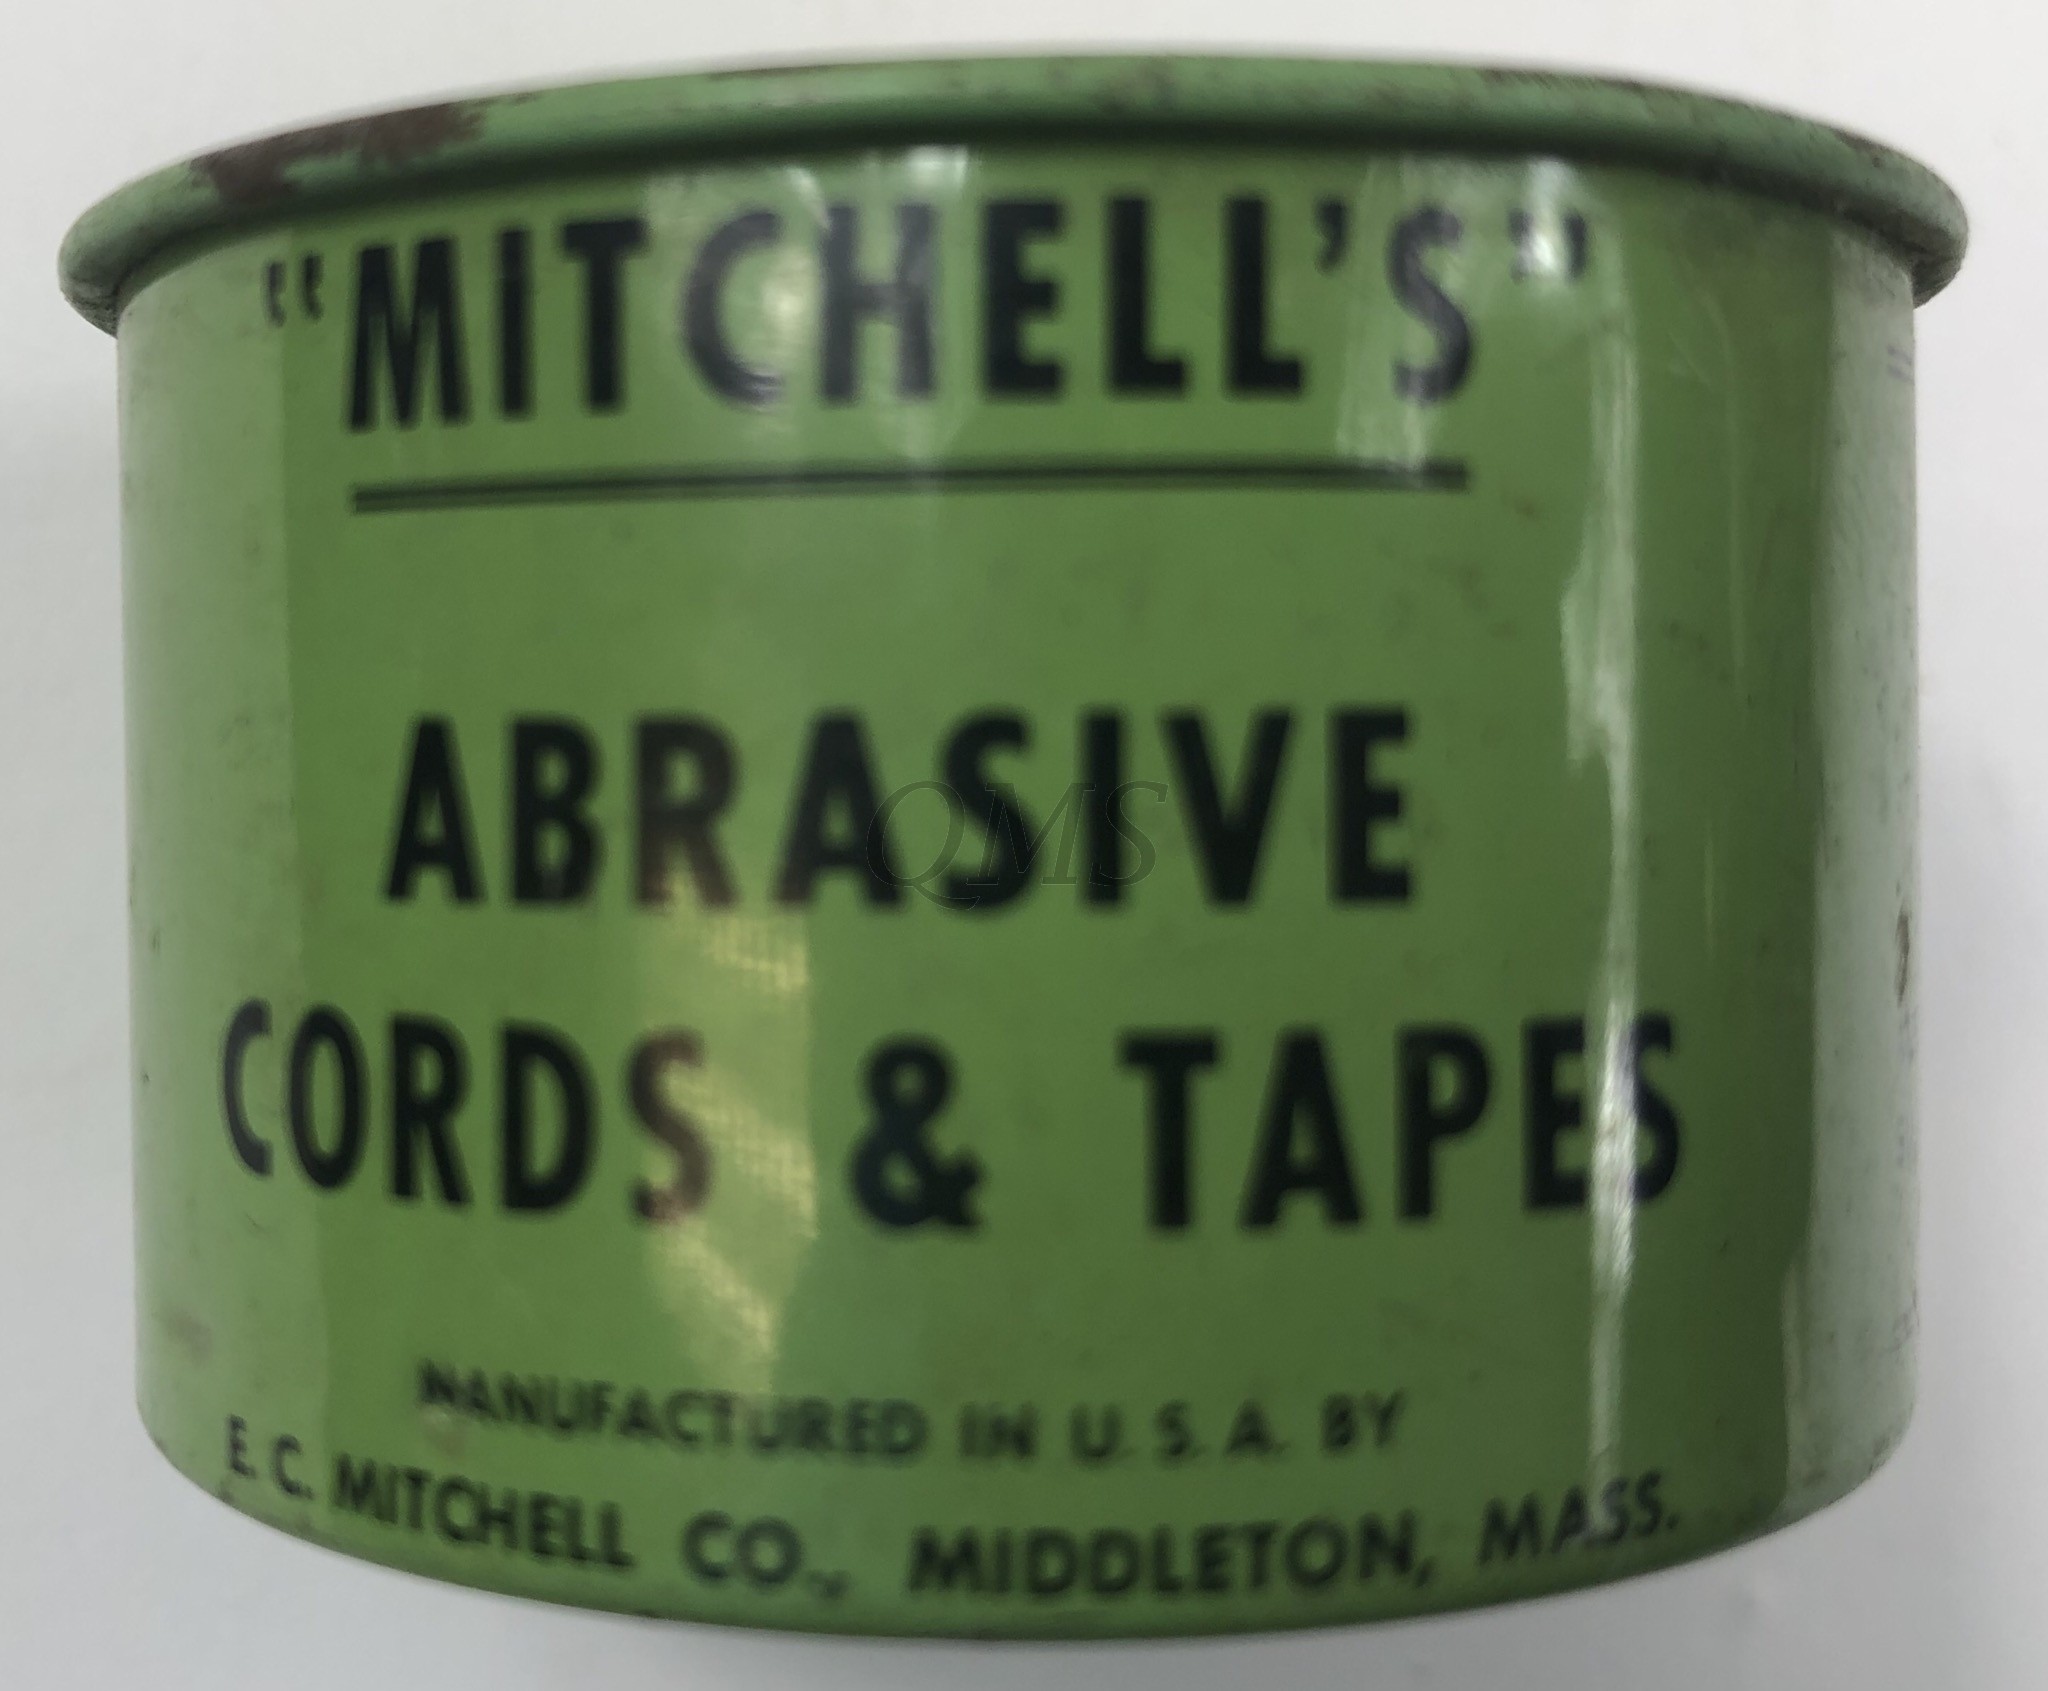 "MITCHELL'S"
ABRASIVE
QMS
CORDS & TAPES
MANUFACTURED IN U. S. A. BY
E. C. MITCHELL CO., MIDDLETON, MASS.